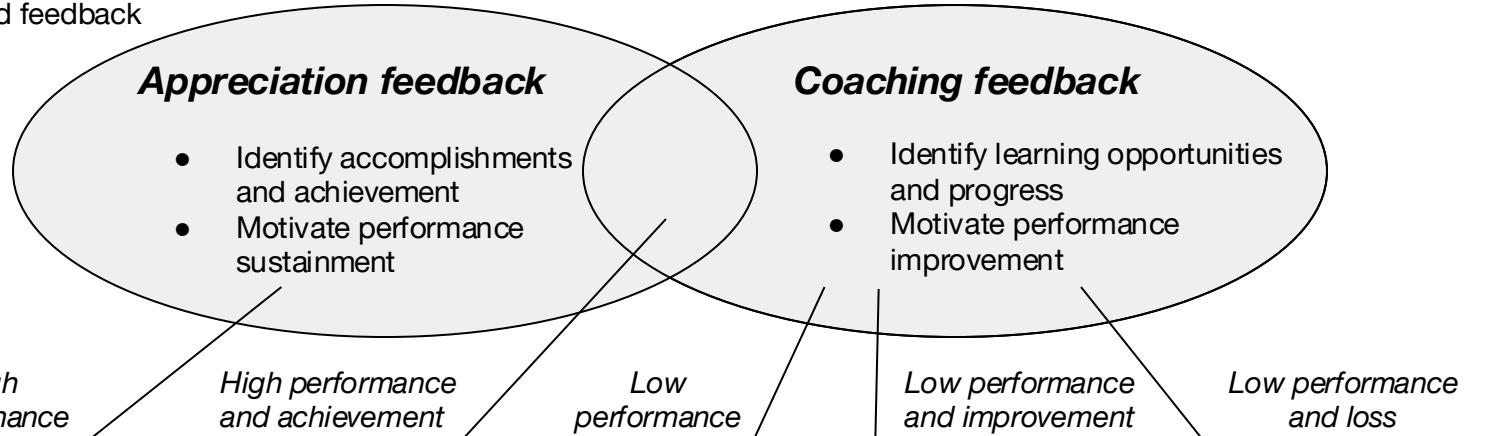 feedback
Appreciation feedback
Coaching feedback
● Identify accomplishments
and achievement
● Motivate performance
sustainment
● Identify learning opportunities
and progress
● Motivate performance
improvement
High performance
and achievement
Low
performance
Low performance
and improvement
Low performance
and loss